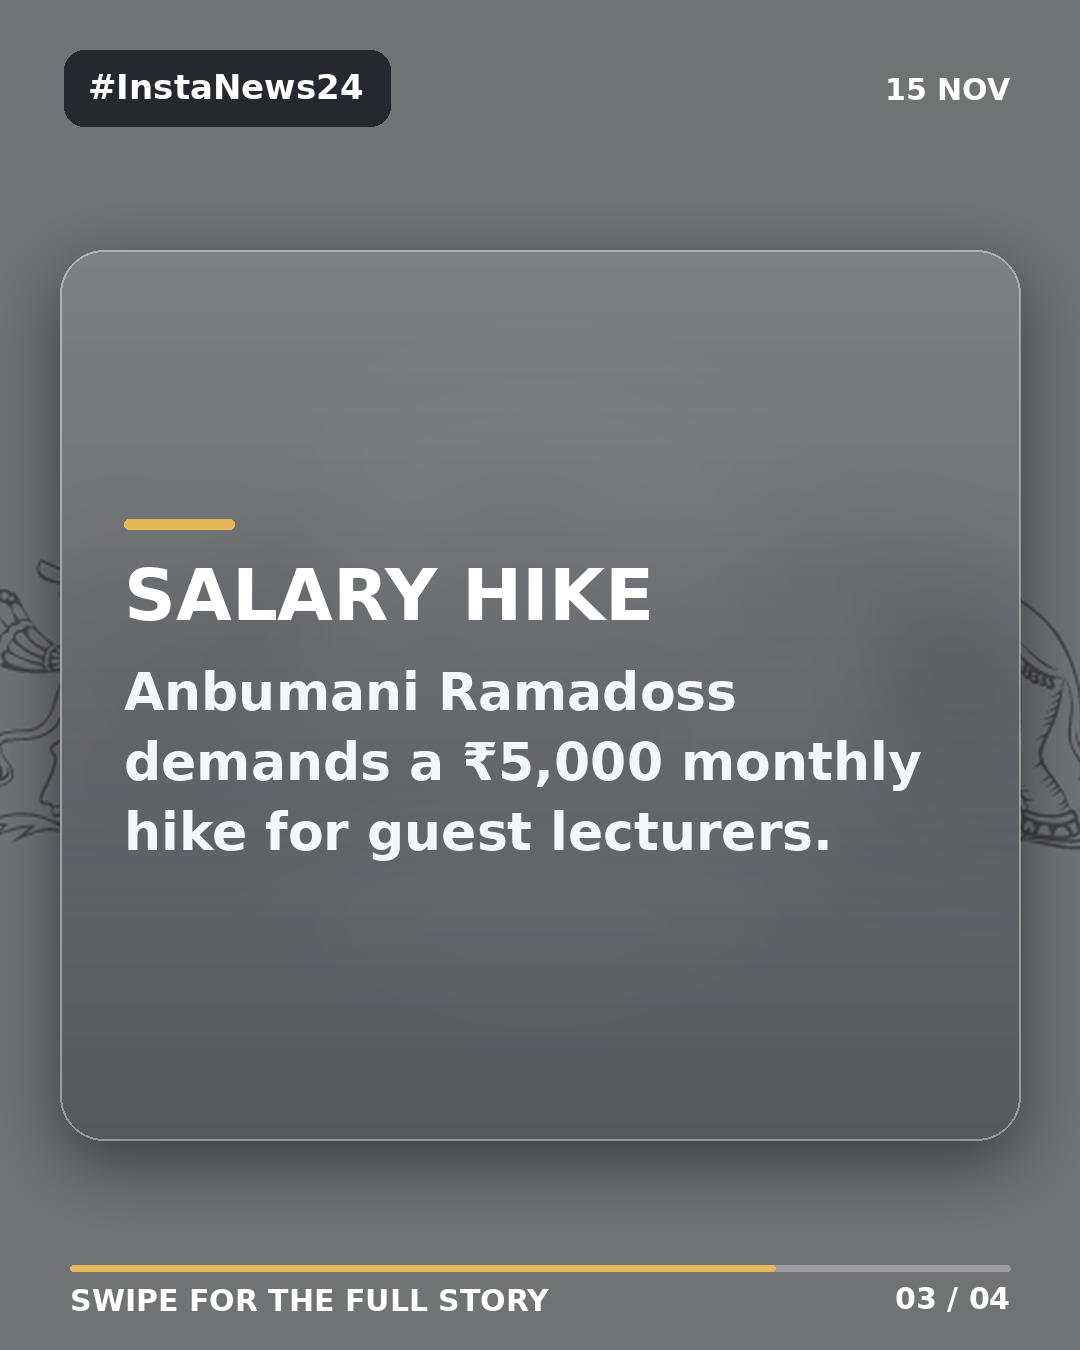 #InstaNews24
15 NOV
SALARY HIKE
Anbumani Ramadoss
demands a ₹5,000 monthly
hike for guest lecturers.
SWIPE FOR THE FULL STORY
03 / 04